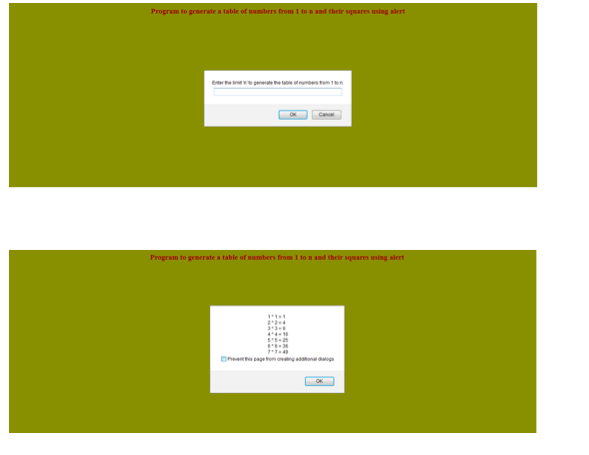 Program to generate a table of numbers from 1 to n and their squares using alert
Enter the limit 'n' to generate the table of numbers from 1 to n:
OK Cancel
Program to generate a table of numbers from 1 to n and their squares using alert
1 * 1 = 1
2 * 2 = 4
3 * 3 = 9
4 * 4 = 16
5 * 5 = 25
6 * 6 = 36
7 * 7 = 49
Prevent this page from creating additional dialogs
OK